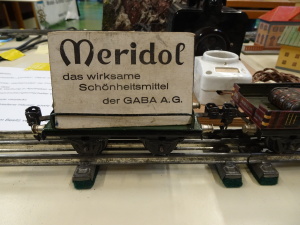 Meridol
das wirksame
Schönheitsmittel
der GABA A.G.